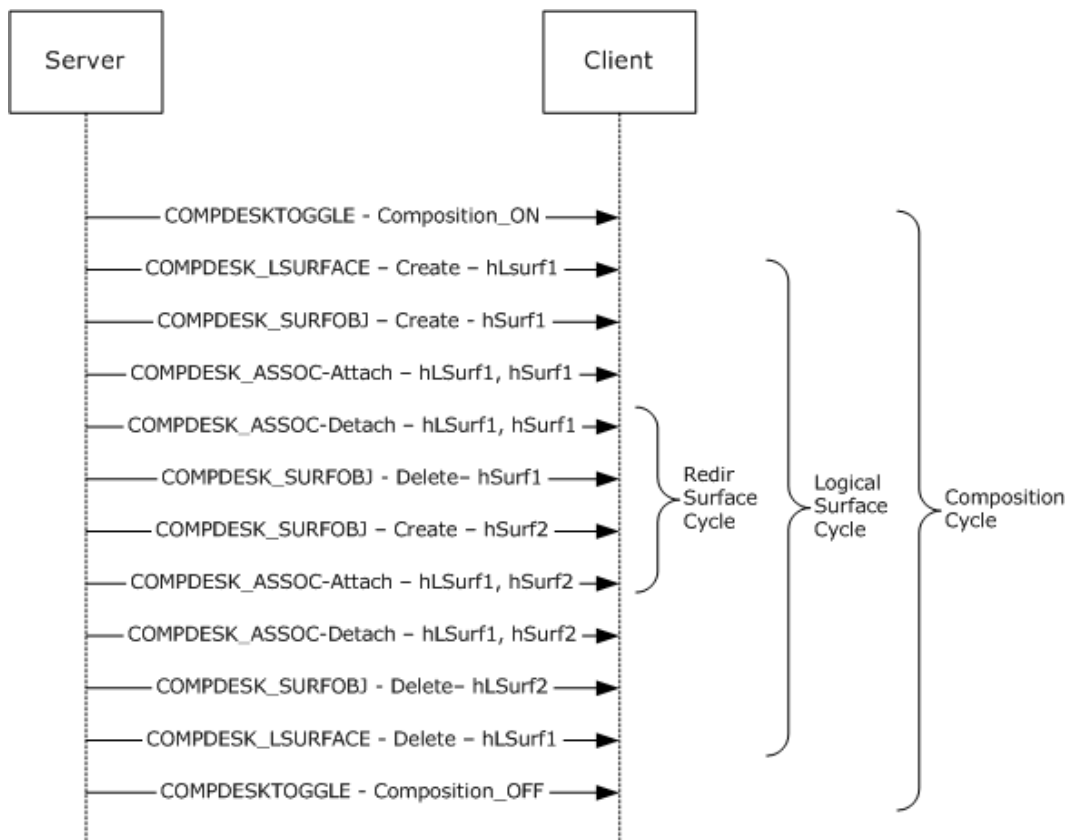 Server
Client
COMPDESKTOGGLE - Composition_ON
COMPDESK_LSURFACE – Create – hLsurf1
COMPDESK_SURFOBJ – Create - hSurf1
COMPDESK_ASSOC-Attach – hLSurf1, hSurf1
COMPDESK_ASSOC-Detach – hLSurf1, hSurf1
COMPDESK_SURFOBJ - Delete– hSurf1
COMPDESK_SURFOBJ - Create – hSurf2
COMPDESK_ASSOC-Attach – hLSurf1, hSurf2
COMPDESK_ASSOC-Detach – hLSurf1, hSurf2
COMPDESK_SURFOBJ - Delete– hLSurf2
COMPDESK_LSURFACE - Delete – hLSurf1
COMPDESKTOGGLE - Composition_OFF
Redir
Surface
Cycle
Logical
Surface
Cycle
Composition
Cycle